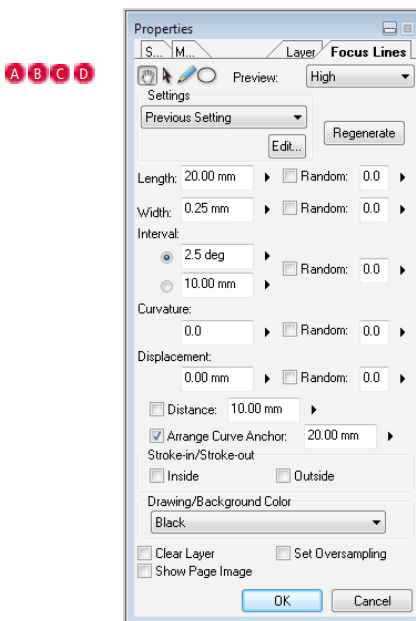 Properties
S... M... Layer Focus Lines
A B C D
Preview: High
Settings
Previous Setting
Edit...
Regenerate
Length: 20.00 mm Random: 0.0
Width: 0.25 mm Random: 0.0
Interval:
2.5 deg
Random: 0.0
10.00 mm
Curvature:
0.0 Random: 0.0
Displacement:
0.00 mm Random: 0.0
Distance: 10.00 mm
Arrange Curve Anchor: 20.00 mm
Stroke-in/Stroke-out
Inside Outside
Drawing/Background Color
Black
Clear Layer Set Oversampling
Show Page Image
OK Cancel